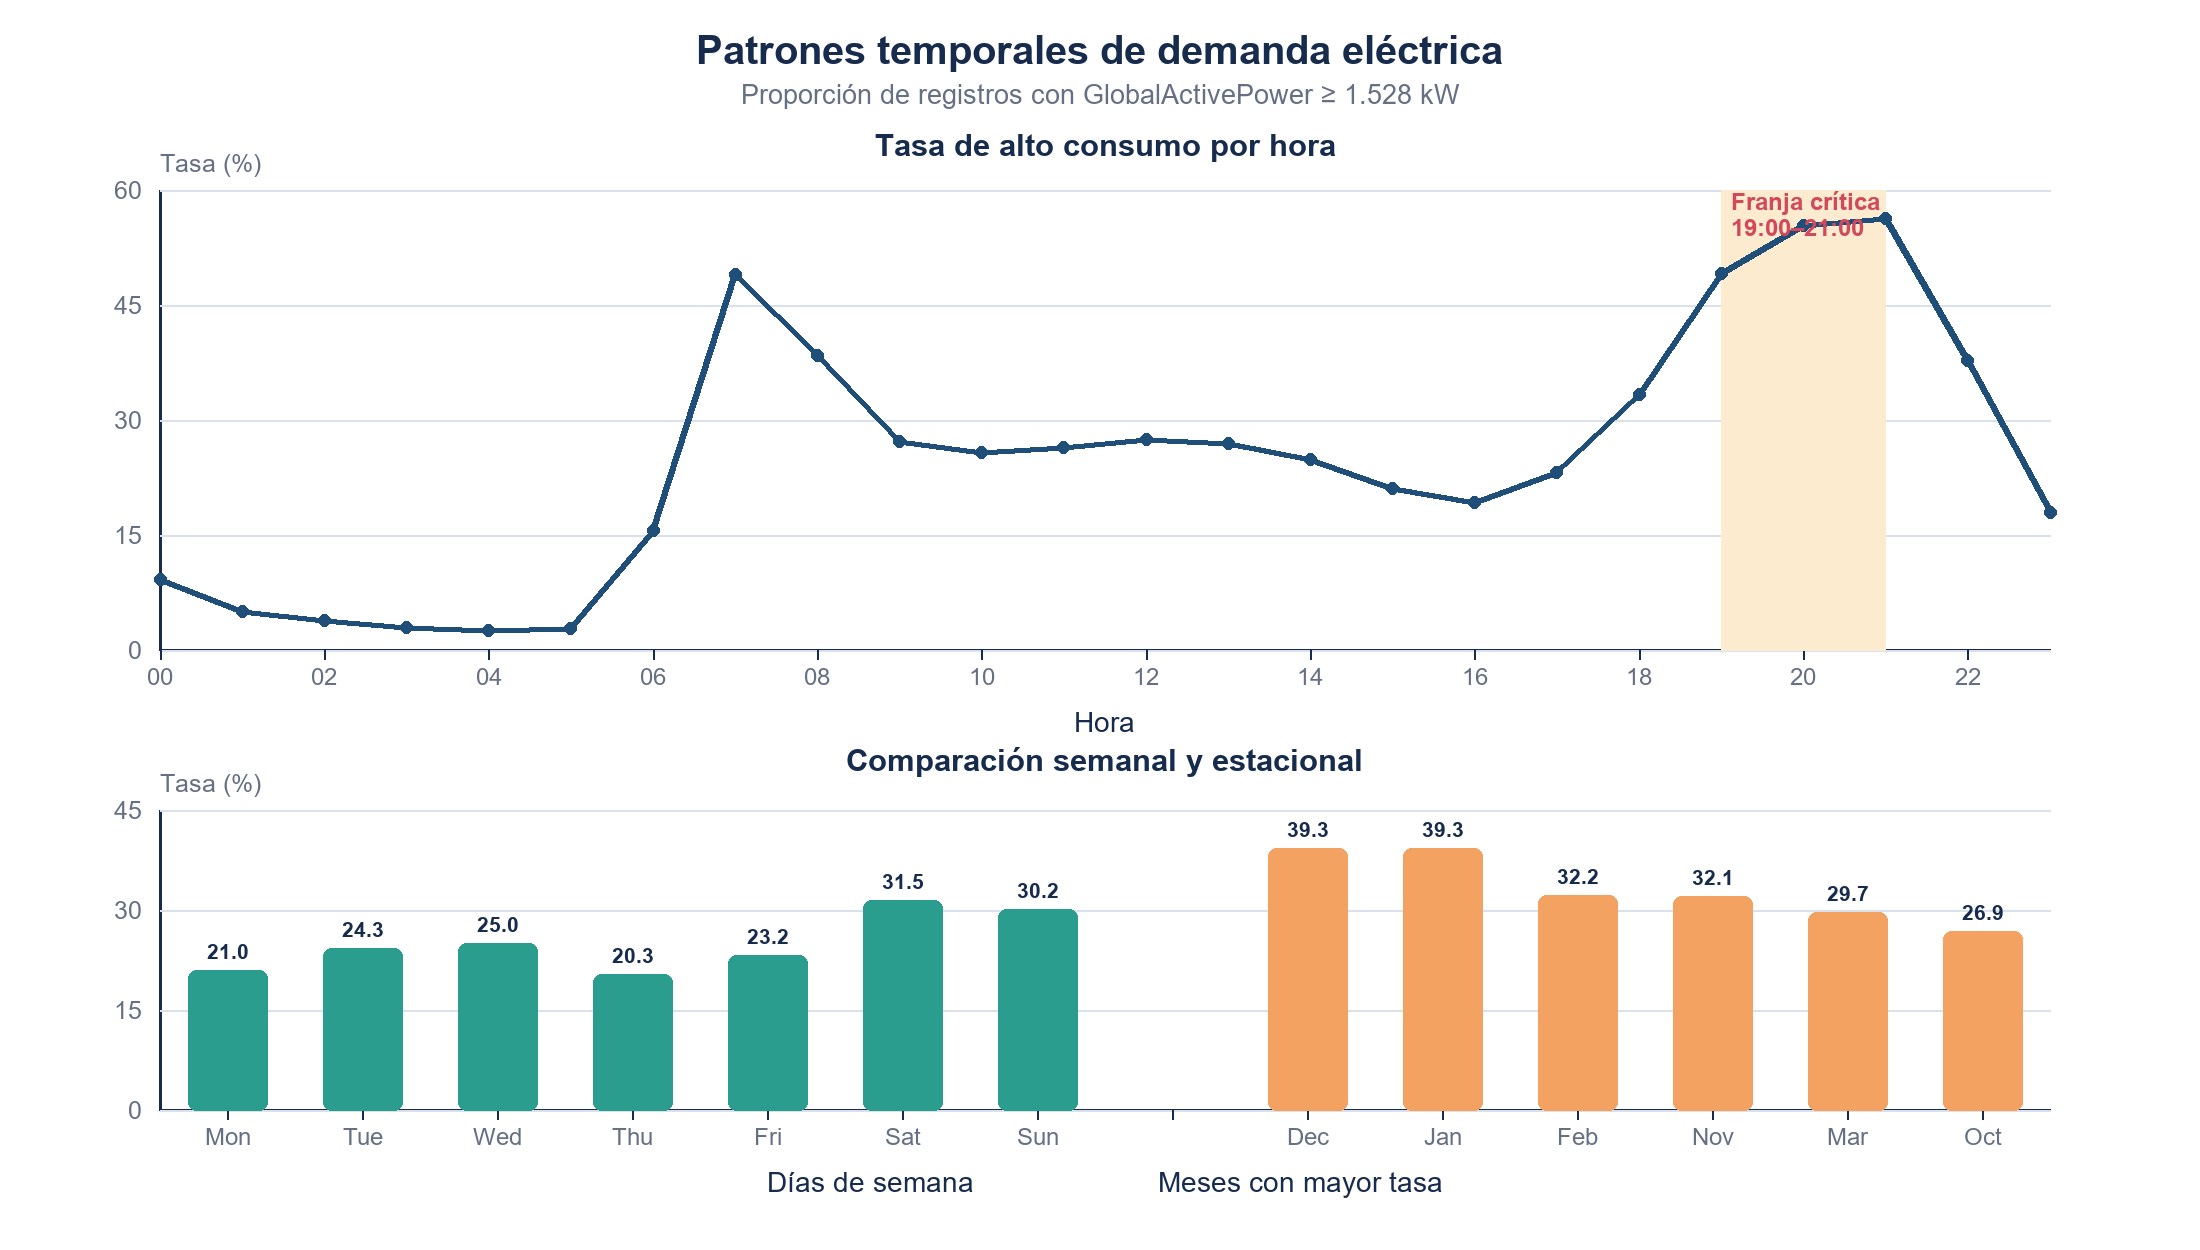 Patrones temporales de demanda eléctrica
Proporción de registros con GlobalActivePower ≥ 1.528 kW
Tasa de alto consumo por hora
Tasa (%)
60
45
30
15
0
Franja crítica
19:00–21:00
00 02 04 06 08 10 12 14 16 18 20 22
Hora
Comparación semanal y estacional
Tasa (%)
45
30
15
0
21.0 24.3 25.0 20.3 23.2 31.5 30.2 39.3 39.3 32.2 32.1 29.7 26.9
Mon Tue Wed Thu Fri Sat Sun Dec Jan Feb Nov Mar Oct
Días de semana Meses con mayor tasa